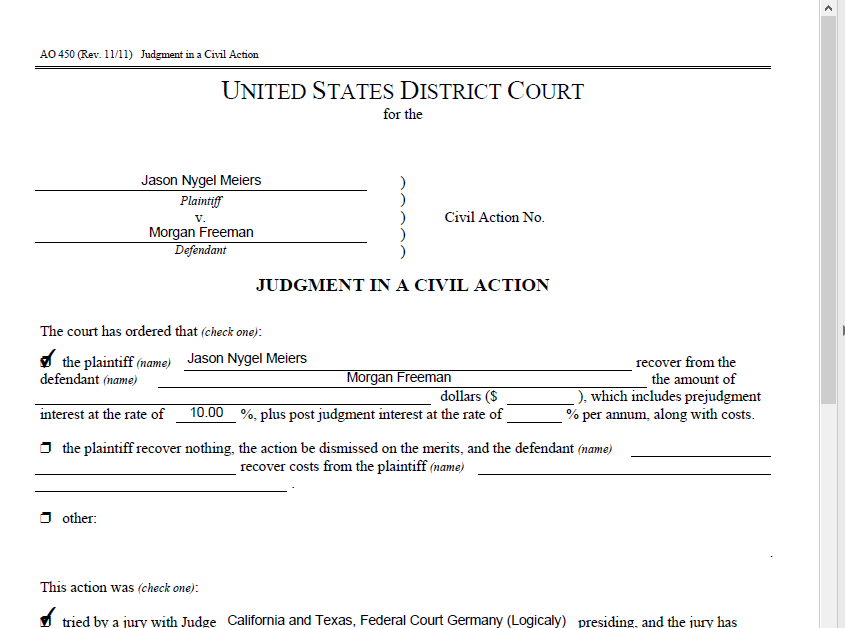 AO 450 (Rev. 11/11) Judgment in a Civil Action
UNITED STATES DISTRICT COURT
for the
Jason Nygel Meiers )
Plaintiff )
v. ) Civil Action No.
Morgan Freeman )
Defendant )
JUDGMENT IN A CIVIL ACTION
The court has ordered that (check one):
the plaintiff (name) Jason Nygel Meiers recover from the
defendant (name) Morgan Freeman the amount of
dollars ($ ), which includes prejudgment
interest at the rate of 10.00 %, plus post judgment interest at the rate of % per annum, along with costs.
the plaintiff recover nothing, the action be dismissed on the merits, and the defendant (name)
recover costs from the plaintiff (name)
.
other:
.
This action was (check one):
tried by a jury with Judge California and Texas, Federal Court Germany (Logicaly) presiding, and the jury has